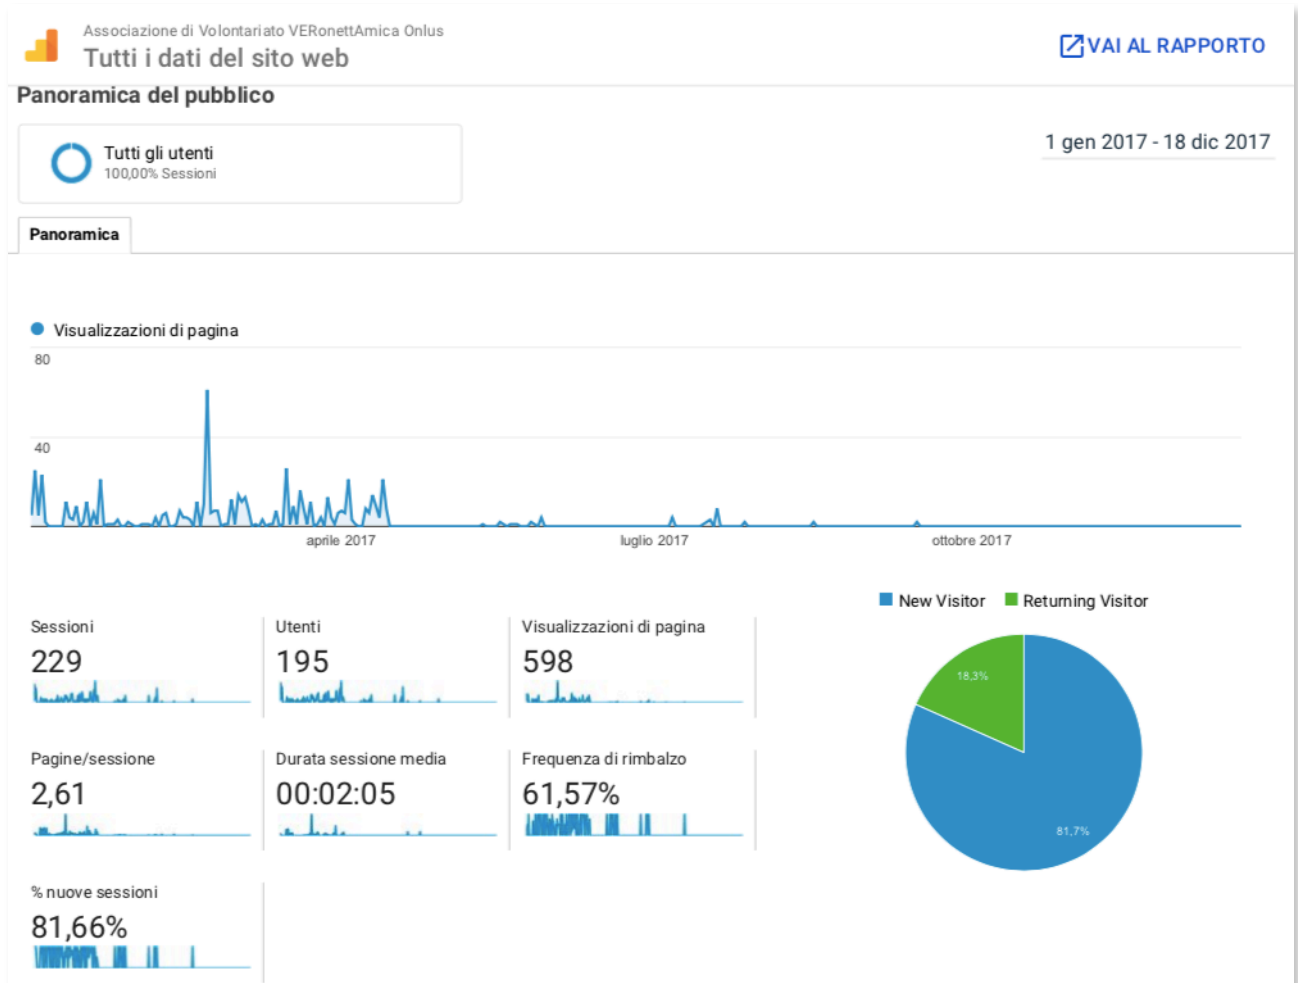 Associazione di Volontariato VERonettAmica Onlus
Tutti i dati del sito web
VAI AL RAPPORTO
Panoramica del pubblico
Tutti gli utenti
100,00% Sessioni
1 gen 2017 - 18 dic 2017
Panoramica
Visualizzazioni di pagina
80
40
aprile 2017
luglio 2017
ottobre 2017
New Visitor
Returning Visitor
18,3%
81,7%
Sessioni
229
Utenti
195
Visualizzazioni di pagina
598
Pagine/sessione
2,61
Durata sessione media
00:02:05
Frequenza di rimbalzo
61,57%
% nuove sessioni
81,66%